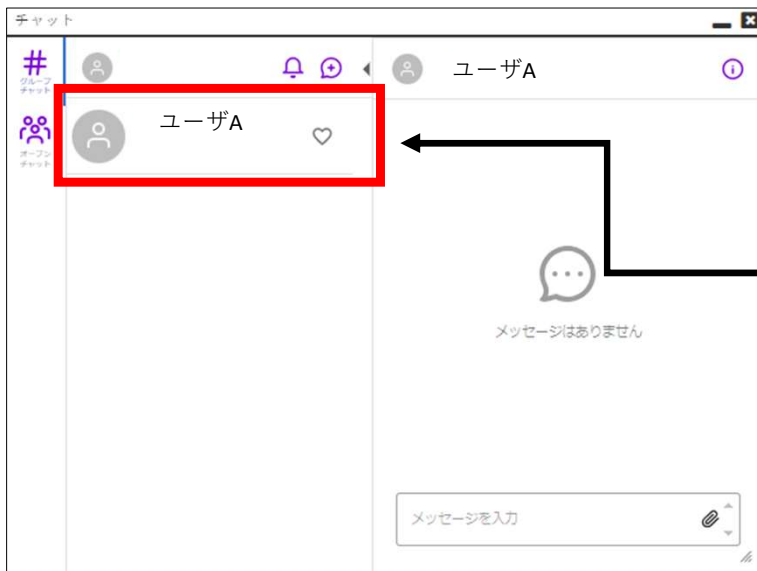 チャット
グループ
チャット
ユーザA
オープン
チャット
ユーザA
メッセージはありません
メッセージを入力